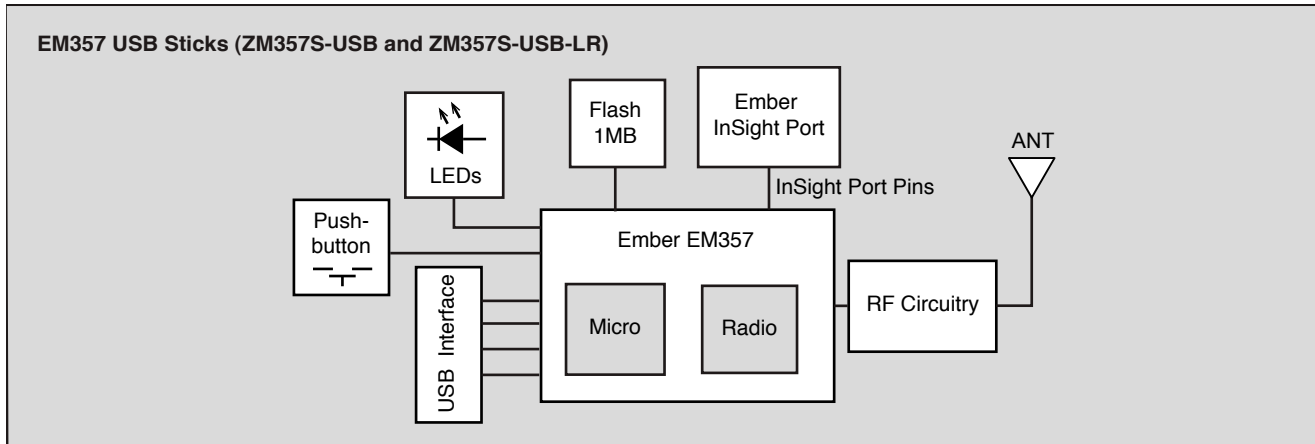 EM357 USB Sticks (ZM357S-USB and ZM357S-USB-LR)
LEDs
Flash
1MB
Ember
InSight Port
ANT
InSight Port Pins
Push-
button
Ember EM357
USB Interface
Micro
Radio
RF Circuitry